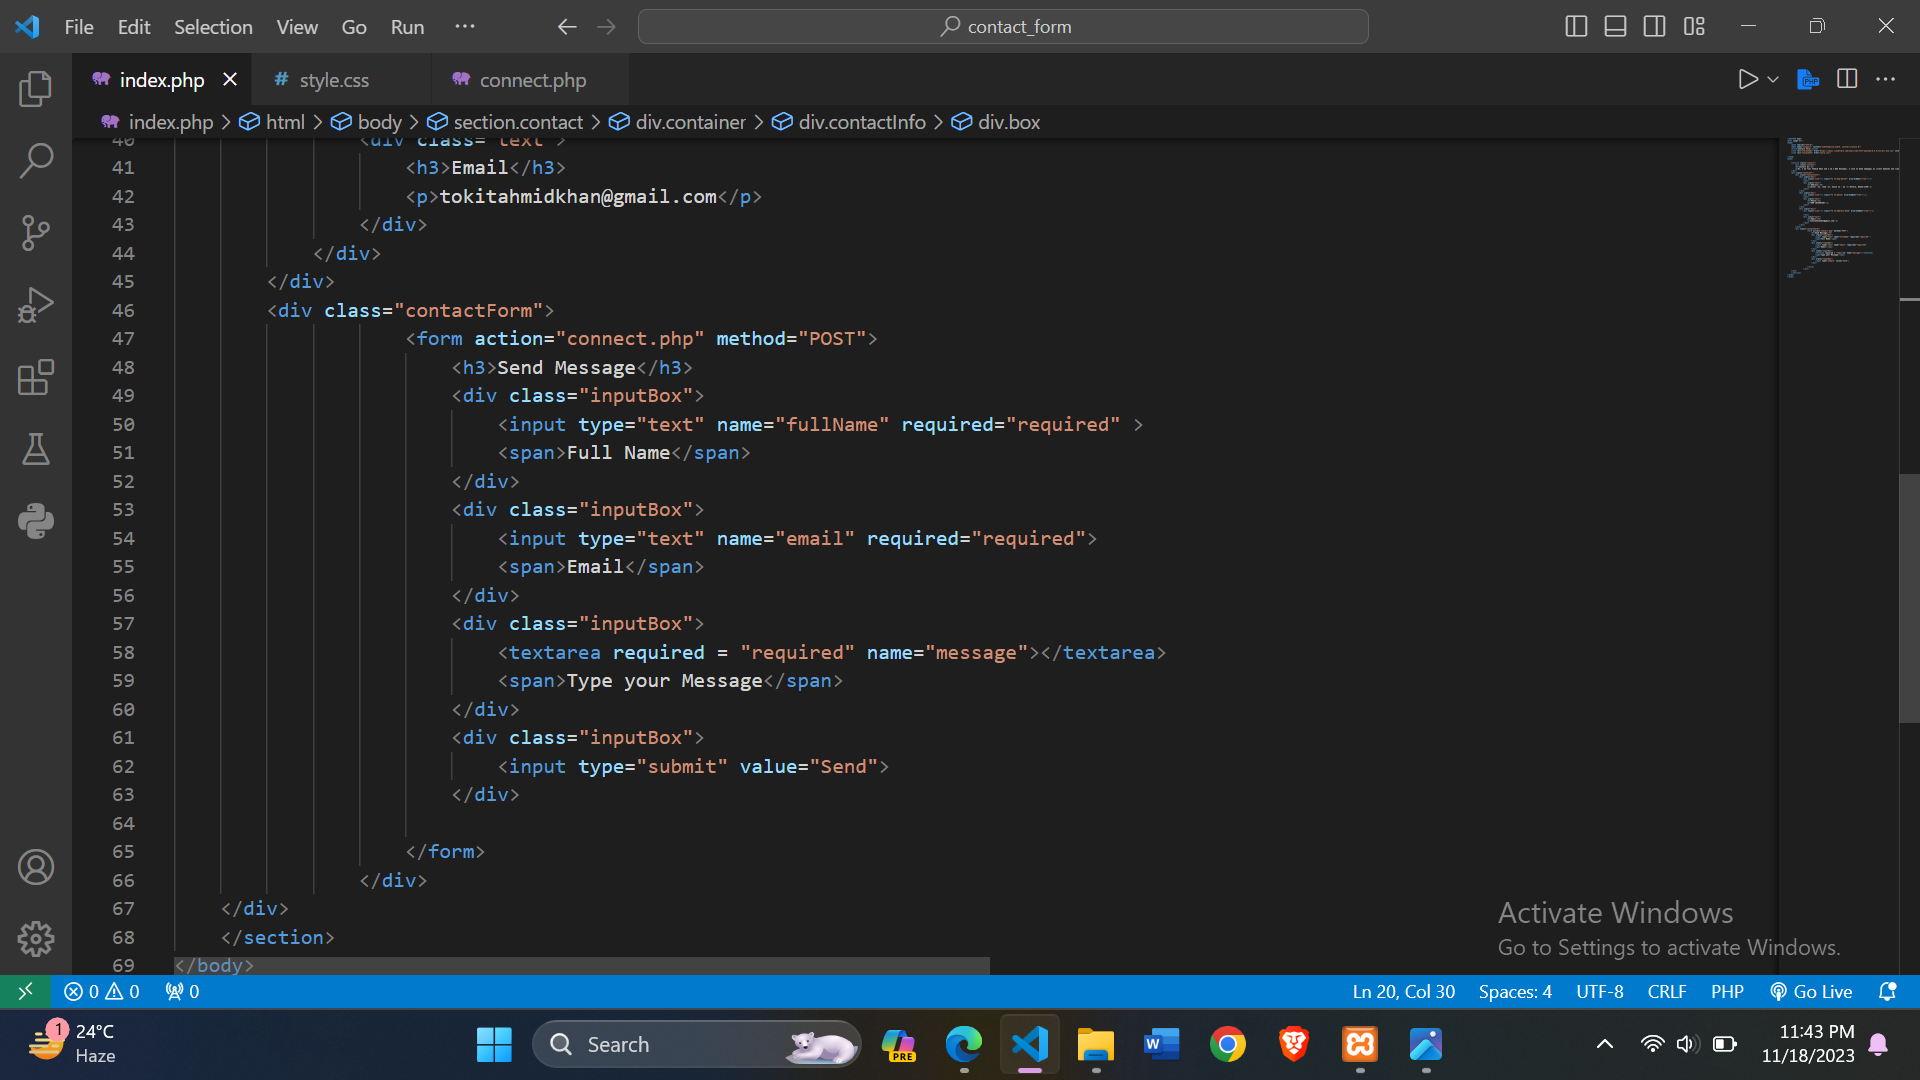 File Edit Selection View Go Run ···
contact_form
index.php
# style.css
connect.php
index.php > html > body > section.contact > div.container > div.contactInfo > div.box
40 <div class="text">
41 <h3>Email</h3>
42 <p>tokitahmidkhan@gmail.com</p>
43 </div>
44 </div>
45 </div>
46 <div class="contactForm">
47 <form action="connect.php" method="POST">
48 <h3>Send Message</h3>
49 <div class="inputBox">
50 <input type="text" name="fullName" required="required" >
51 <span>Full Name</span>
52 </div>
53 <div class="inputBox">
54 <input type="text" name="email" required="required">
55 <span>Email</span>
56 </div>
57 <div class="inputBox">
58 <textarea required = "required" name="message"></textarea>
59 <span>Type your Message</span>
60 </div>
61 <div class="inputBox">
62 <input type="submit" value="Send">
63 </div>
64
65 </form>
66 </div>
67 </div>
68 </section>
69 </body>
Activate Windows
Go to Settings to activate Windows.
0 0 0
Ln 20, Col 30 Spaces: 4 UTF-8 CRLF PHP Go Live
1
24°C
Haze
Search
PRE
W
11:43 PM
11/18/2023